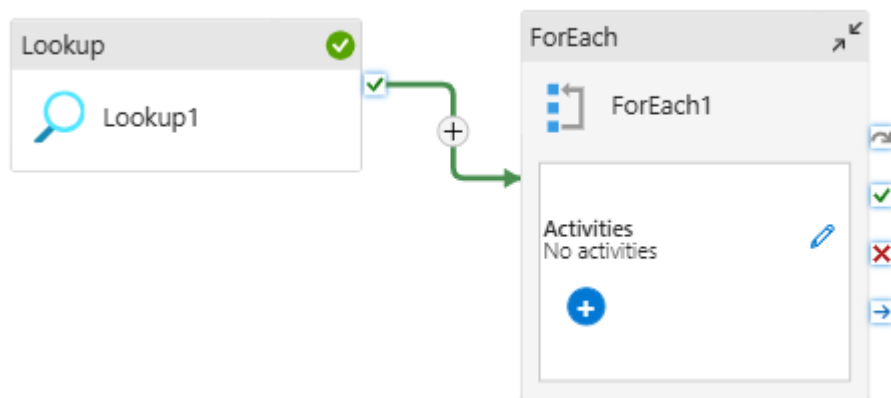 Lookup
Lookup1
ForEach
ForEach1
Activities
No activities